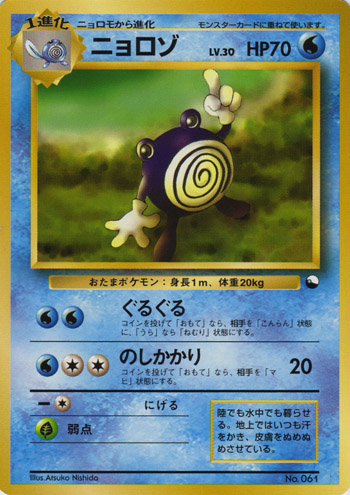 1進化
ニョロモから進化
モンスターカードに重ねて使います。
ニョロゾ LV.30 HP70
おたまポケモン：身長1m、体重20kg
ぐるぐる
コインを投げて「おもて」なら、相手を「こんらん」状態
に、「うら」なら「ねむり」状態にする。
のしかかり 20
コインを投げて「おもて」なら、相手を「マ
ヒ」状態にする。
にげる
弱点
陸でも水中でも暮らせ
る。地上ではいつも汗
をかき、皮膚をぬめぬ
めさせている。
Illus. Atsuko Nishida
No. 061